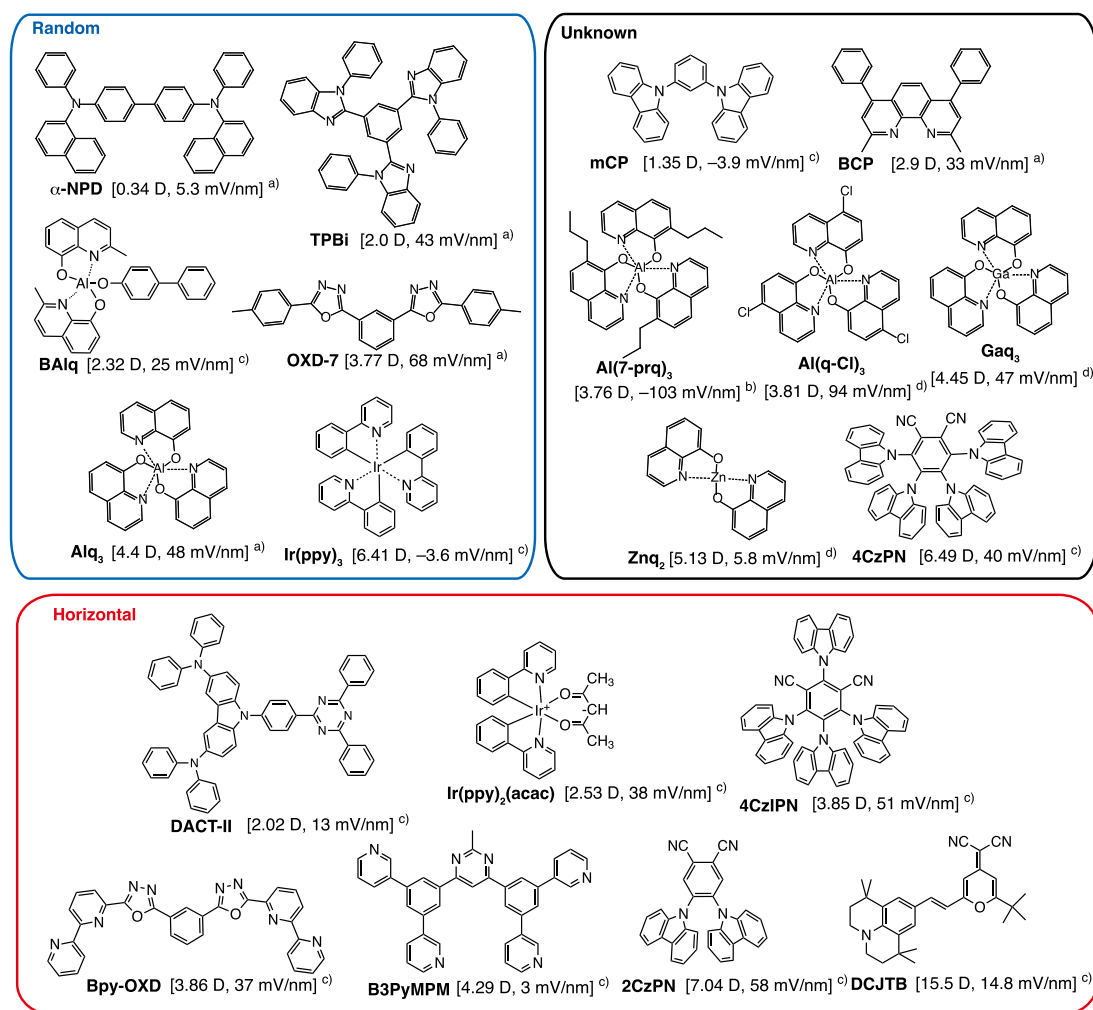 Random
α-NPD [0.34 D, 5.3 mV/nm] a)
TPBi [2.0 D, 43 mV/nm] a)
BAlq [2.32 D, 25 mV/nm] c)
OXD-7 [3.77 D, 68 mV/nm] a)
Alq3 [4.4 D, 48 mV/nm] a)
Ir(ppy)3 [6.41 D, –3.6 mV/nm] c)
Unknown
mCP [1.35 D, –3.9 mV/nm] c)
BCP [2.9 D, 33 mV/nm] a)
Al(7-prq)3
[3.76 D, –103 mV/nm] b)
Al(q-Cl)3
[3.81 D, 94 mV/nm] d)
Gaq3
[4.45 D, 47 mV/nm] d)
Znq2 [5.13 D, 5.8 mV/nm] d)
4CzPN [6.49 D, 40 mV/nm] c)
Horizontal
DACT-II [2.02 D, 13 mV/nm] c)
Ir(ppy)2(acac) [2.53 D, 38 mV/nm] c)
4CzIPN [3.85 D, 51 mV/nm] c)
Bpy-OXD [3.86 D, 37 mV/nm] c)
B3PyMPM [4.29 D, 3 mV/nm] c)
2CzPN [7.04 D, 58 mV/nm] c)
DCJTB [15.5 D, 14.8 mV/nm] c)